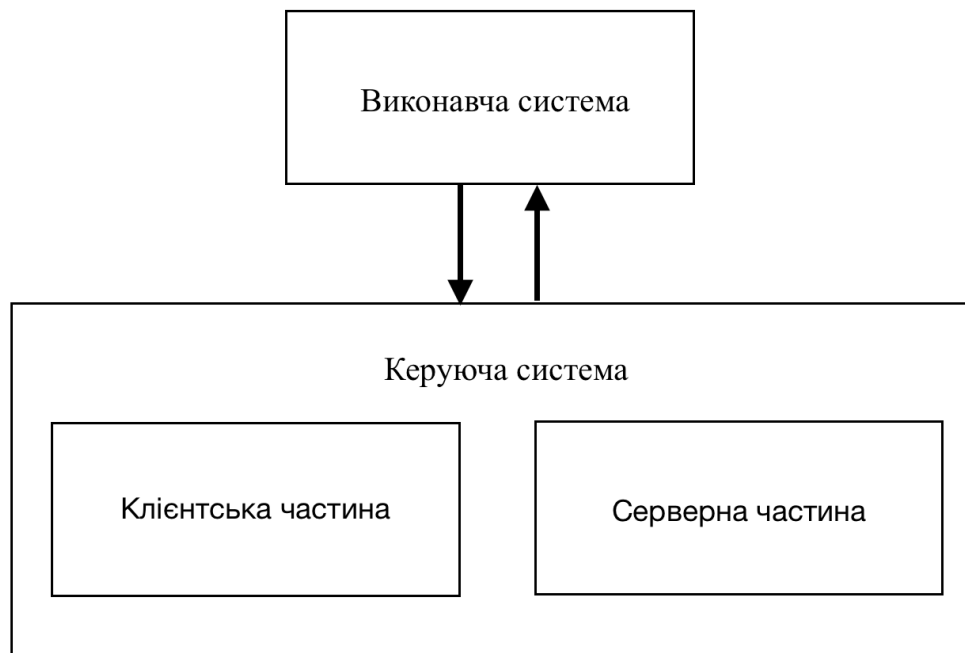 Виконавча система
Керуюча система
Клієнтська частина
Серверна частина